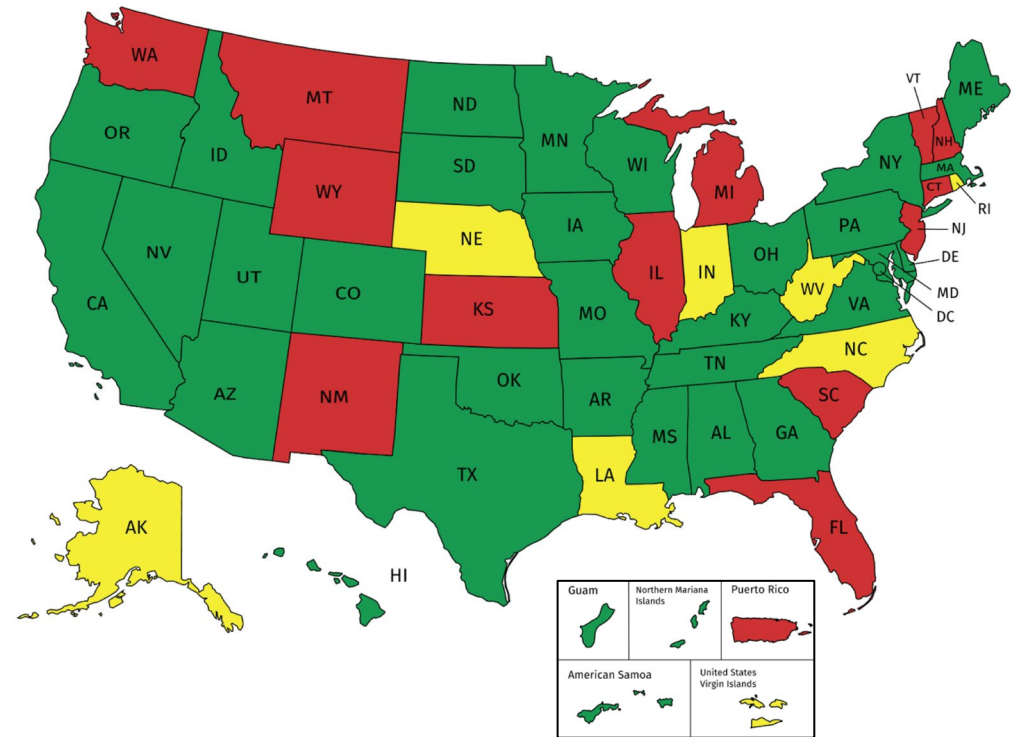 WA
MT
ND
MN
ME
VT
NH
OR
ID
SD
WI
NY
MA
WY
MI
CT
RI
NE
IA
PA
NJ
NV
UT
CO
IL
IN
OH
DE
CA
KS
MO
WV
VA
MD
DC
KY
NC
AZ
NM
OK
AR
TN
SC
TX
MS
AL
GA
LA
FL
AK
HI
Guam
Northern Mariana
Islands
Puerto Rico
American Samoa
United States
Virgin Islands